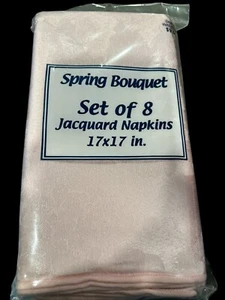 Spring Bouquet
Set of 8
Jacquard Napkins
17x17 in.